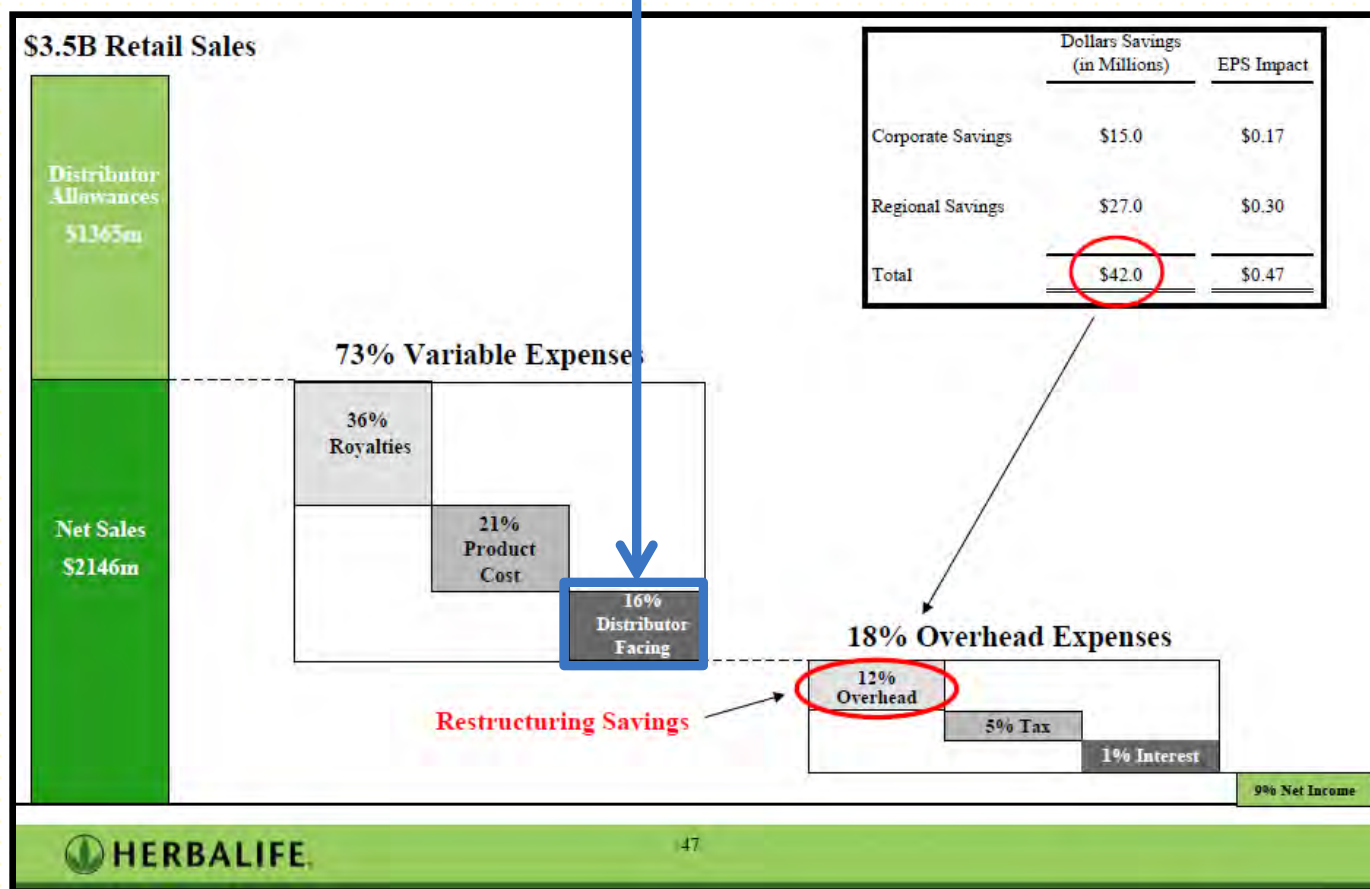 $3.5B Retail Sales
Distributor
Allowances
$1365m
Net Sales
$2146m
73% Variable Expenses
36%
Royalties
21%
Product
Cost
16%
Distributor
Facing
Dollars Savings
(in Millions) EPS Impact
Corporate Savings $15.0 $0.17
Regional Savings $27.0 $0.30
Total $42.0 $0.47
18% Overhead Expenses
12%
Overhead
5% Tax
1% Interest
Restructuring Savings
9% Net Income
HERBALIFE.
47